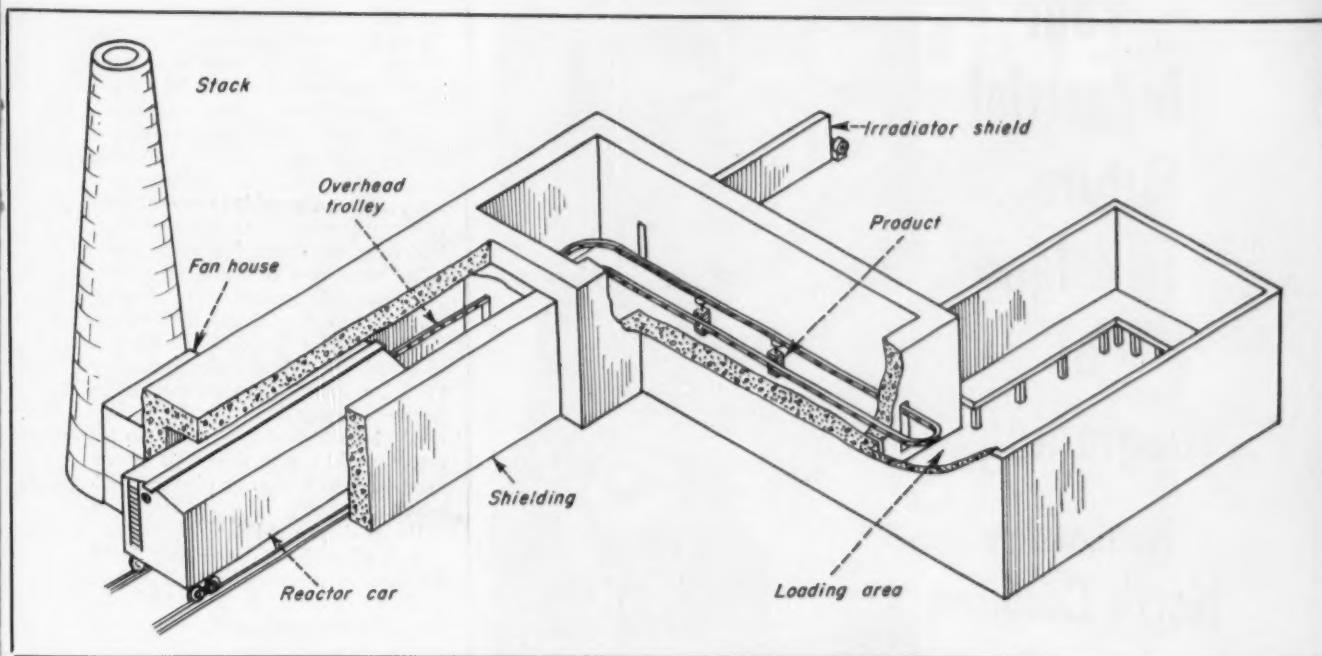 Stack
Irradiator shield
Overhead
trolley
Product
Fan house
Shielding
Reactor car
Loading area